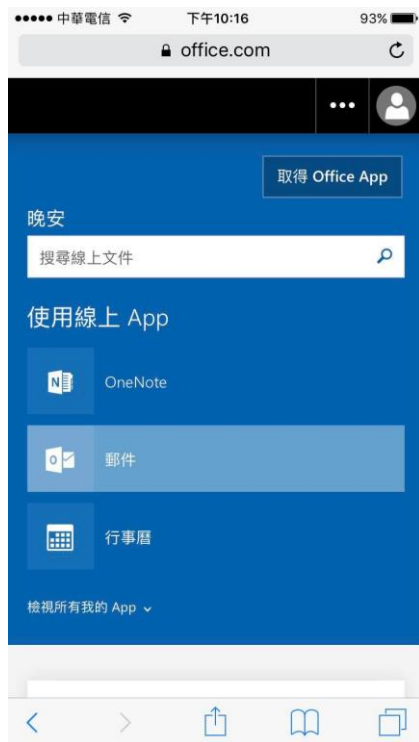 中華電信 下午10:16 93%
office.com
•••
取得 Office App
晚安
搜尋線上文件
使用線上 App
N OneNote
o 郵件
行事曆
檢視所有我的 App